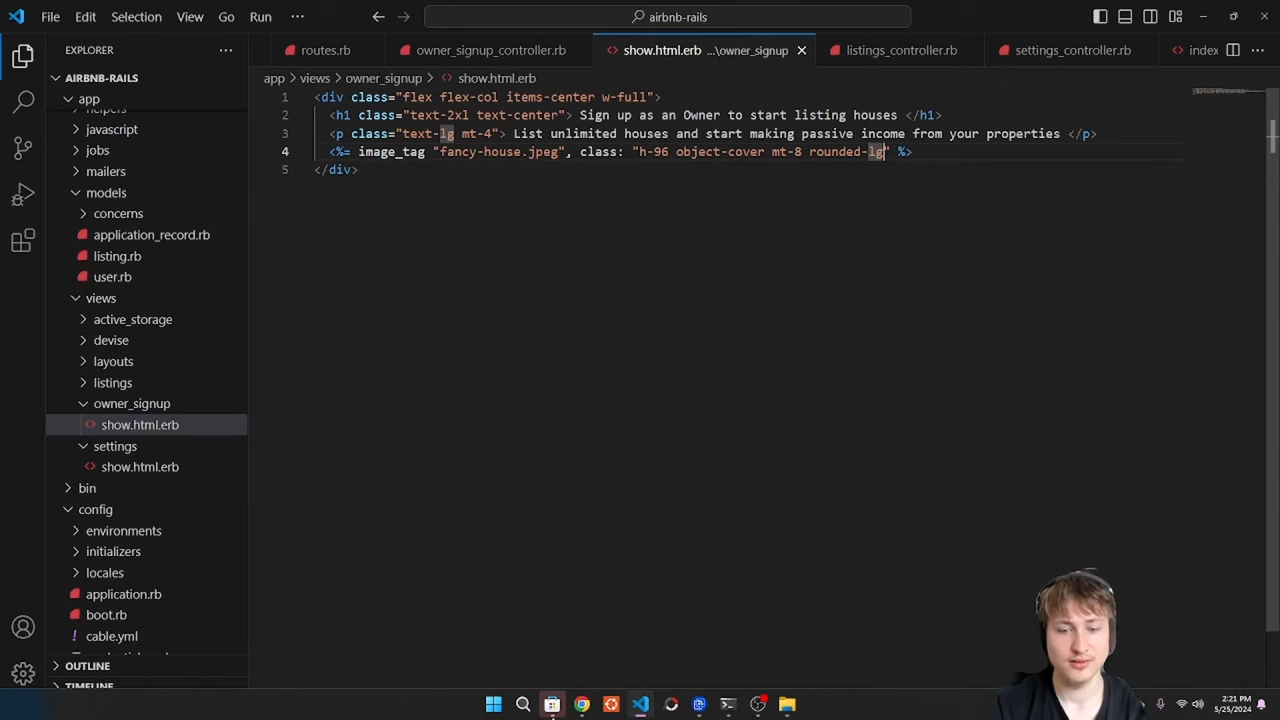 File Edit Selection View Go Run ··· airbnb-rails
EXPLORER ···
routes.rb owner_signup_controller.rb show.html.erb ...\owner_signup listings_controller.rb settings_controller.rb index
AIRBNB-RAILS
app > views > owner_signup > show.html.erb
app
helpers
javascript
jobs
mailers
models
concerns
application_record.rb
listing.rb
user.rb
views
active_storage
devise
layouts
listings
owner_signup
show.html.erb
settings
show.html.erb
bin
config
environments
initializers
locales
application.rb
boot.rb
cable.yml
OUTLINE
TIMELINE
1 <div class="flex flex-col items-center w-full">
2 <h1 class="text-2xl text-center"> Sign up as an Owner to start listing houses </h1>
3 <p class="text-lg mt-4"> List unlimited houses and start making passive income from your properties </p>
4 <%= image_tag "fancy-house.jpeg", class: "h-96 object-cover mt-8 rounded-lg" %>
5 </div>
2:21 PM
5/25/2024